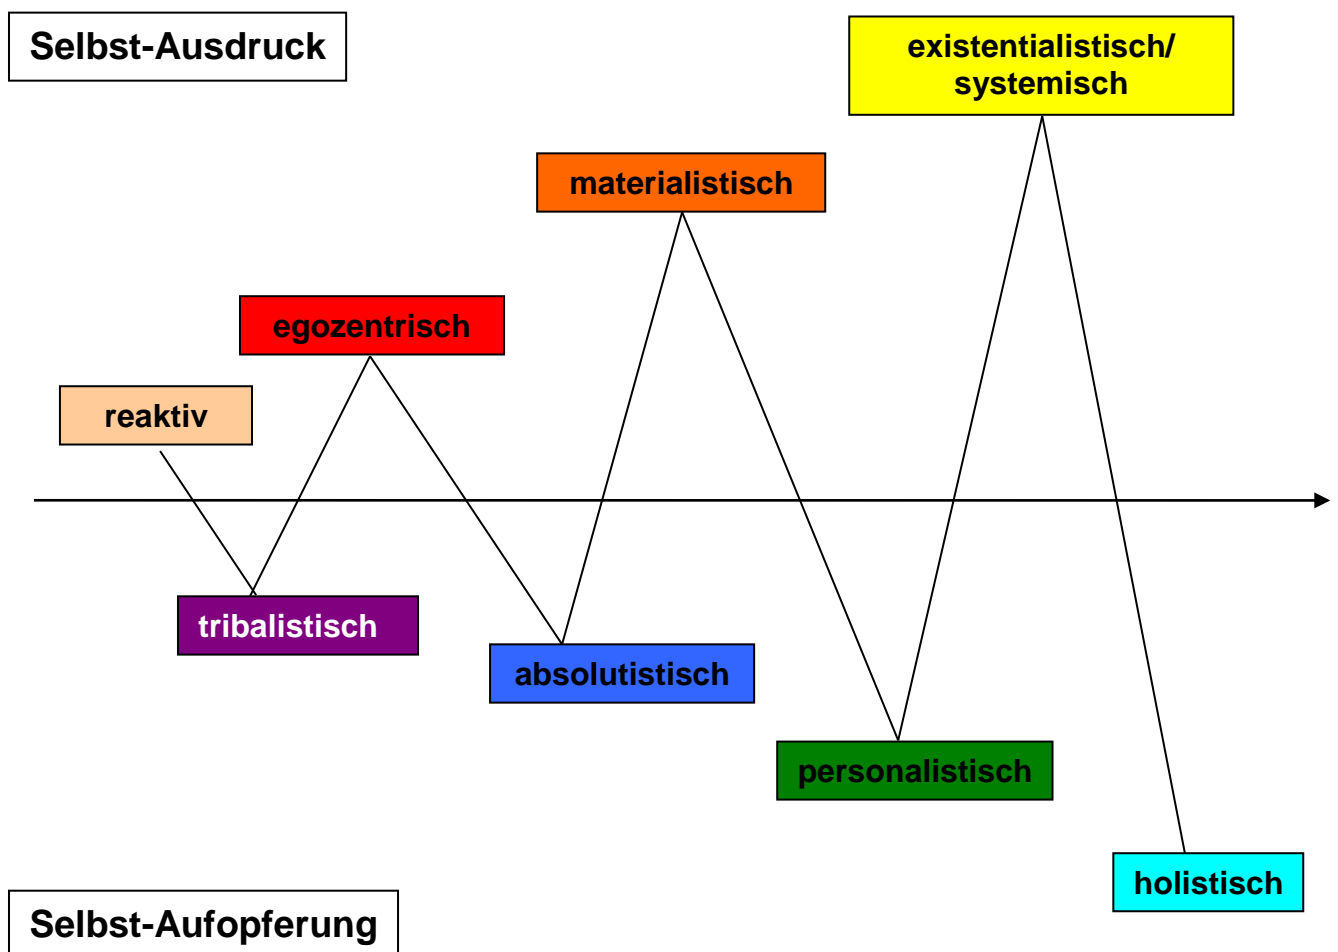 Selbst-Ausdruck
existentialistisch/
systemisch
materialistisch
egozentrisch
reaktiv
tribalistisch
absolutistisch
personalistisch
holistisch
Selbst-Aufopferung